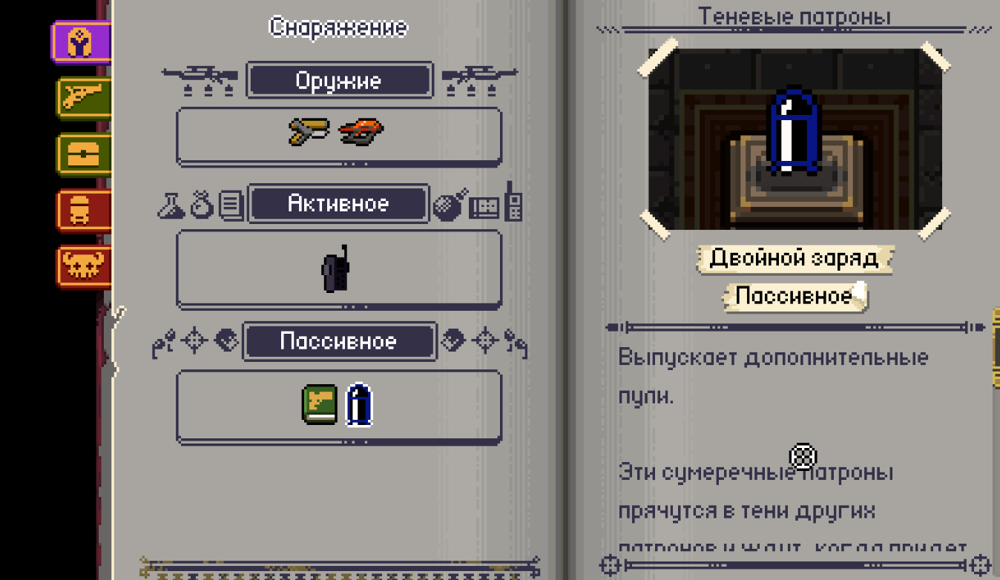 Снаряжение
Оружие
Активное
Пассивное
Теневые патроны
Двойной заряд
Пассивное
Выпускает дополнительные
пули.
Эти сумеречные патроны
прячутся в тени других
патронов и ждут, когда придет